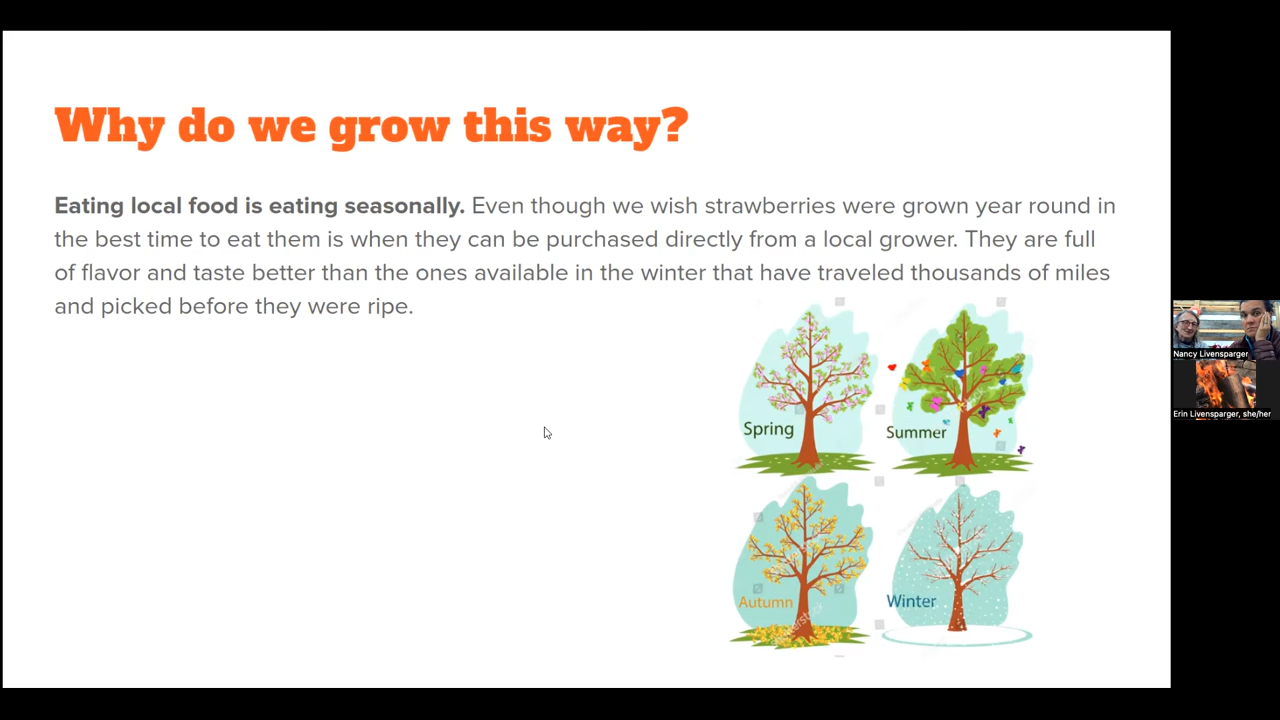 Why do we grow this way?
Eating local food is eating seasonally. Even though we wish strawberries were grown year round in
the best time to eat them is when they can be purchased directly from a local grower. They are full
of flavor and taste better than the ones available in the winter that have traveled thousands of miles
and picked before they were ripe.
Spring
Summer
Autumn
Winter
Nancy Livensparger
Erin Livensparger, she/her